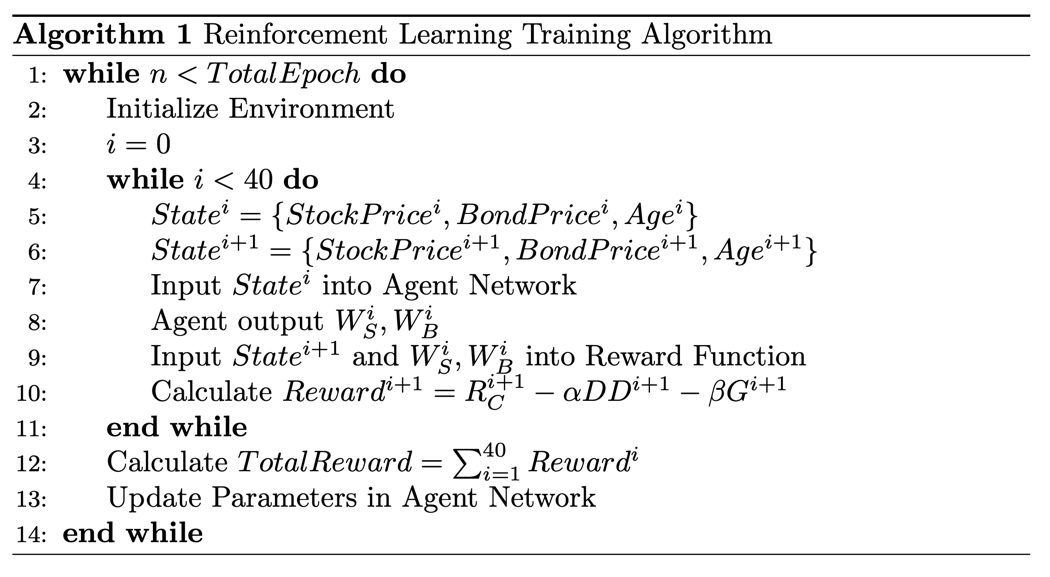 Algorithm 1 Reinforcement Learning Training Algorithm
1: while n < TotalEpoch do
2: Initialize Environment
3: i = 0
4: while i < 40 do
5: State^i = {StockPrice^i, BondPrice^i, Age^i}
6: State^{i+1} = {StockPrice^{i+1}, BondPrice^{i+1}, Age^{i+1}}
7: Input State^i into Agent Network
8: Agent output W_S^i, W_B^i
9: Input State^{i+1} and W_S^i, W_B^i into Reward Function
10: Calculate Reward^{i+1} = R_C^{i+1} − αDD^{i+1} − βG^{i+1}
11: end while
12: Calculate TotalReward = ∑_{i=1}^{40} Reward^i
13: Update Parameters in Agent Network
14: end while